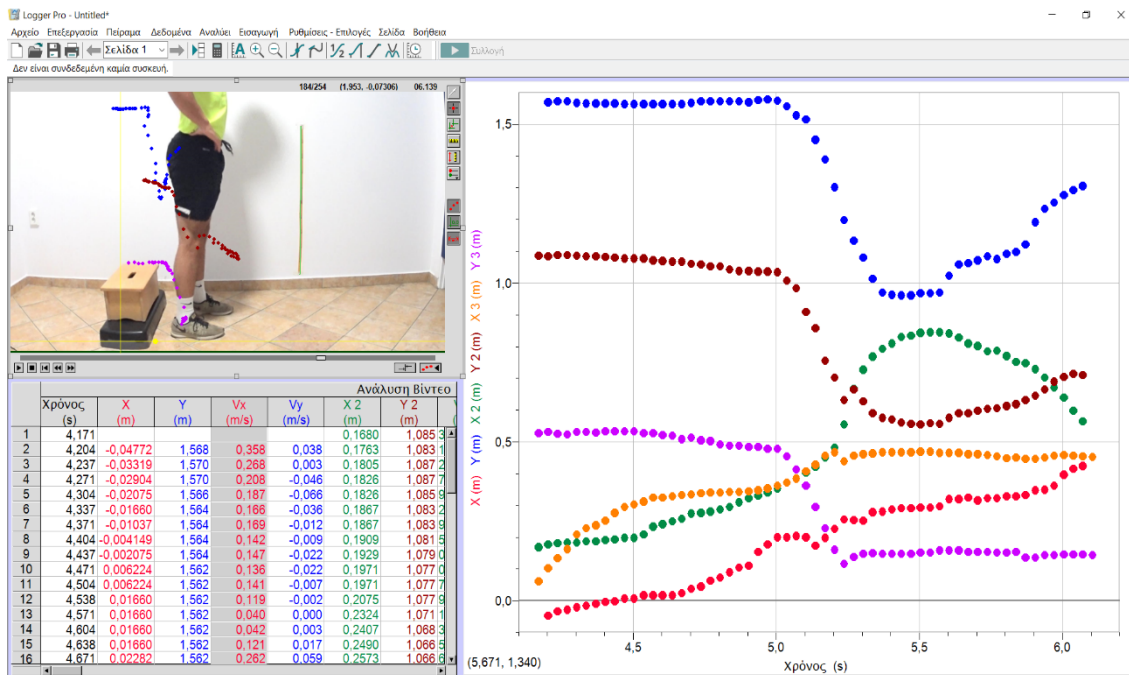 Logger Pro - Untitled*
Αρχείο Επεξεργασία Πείραμα Δεδομένα Αναλύει Εισαγωγή Ρυθμίσεις - Επιλογές Σελίδα Βοήθεια
Σελίδα 1 Συλλογή
Δεν είναι συνδεδεμένη καμία συσκευή.
184/254 (1,953, -0,07306) 06.139
Ανάλυση Βίντεο
Χρόνος X Y Vx Vy X 2 Y 2
(s) (m) (m) (m/s) (m/s) (m) (m)
1 4,171 0,1680 1,085
2 4,204 -0,04772 1,568 0,358 0,038 0,1763 1,083
3 4,237 -0,03319 1,570 0,268 0,003 0,1805 1,087
4 4,271 -0,02904 1,570 0,208 -0,046 0,1826 1,087
5 4,304 -0,02075 1,566 0,187 -0,066 0,1826 1,085
6 4,337 -0,01660 1,564 0,166 -0,036 0,1867 1,083
7 4,371 -0,01037 1,564 0,169 -0,012 0,1867 1,083
8 4,404 -0,004149 1,564 0,142 -0,009 0,1909 1,081
9 4,437 -0,002075 1,564 0,147 -0,022 0,1929 1,079
10 4,471 0,006224 1,562 0,136 -0,022 0,1971 1,077
11 4,504 0,006224 1,562 0,141 -0,007 0,1971 1,077
12 4,538 0,01660 1,562 0,119 -0,002 0,2075 1,077
13 4,571 0,01660 1,562 0,040 0,000 0,2324 1,071
14 4,604 0,01660 1,562 0,042 0,003 0,2407 1,068
15 4,638 0,01660 1,562 0,121 0,017 0,2490 1,066
16 4,671 0,02282 1,562 0,262 0,059 0,2573 1,066
X (m) Y (m) X 2 (m) Y 2 (m) X 3 (m) Y 3 (m)
1,5
1,0
0,5
0,0
4,5 5,0 5,5 6,0
(5,671, 1,340)
Χρόνος (s)